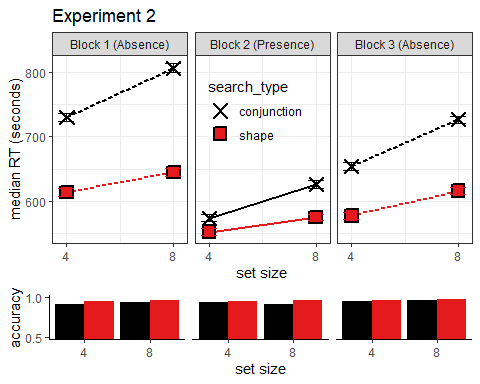 Experiment 2
Block 1 (Absence) Block 2 (Presence) Block 3 (Absence)
median RT (seconds)
800
700
600
search_type
conjunction
shape
4 8 4 8 4 8
set size
accuracy
1.0
0.5
4 8 4 8 4 8
set size